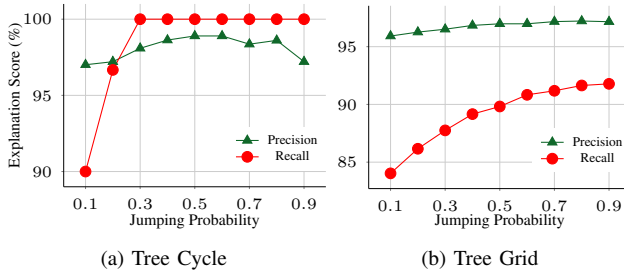 Explanation Score (%)
100
95
90
Precision
Recall
0.1 0.3 0.5 0.7 0.9
Jumping Probability
(a) Tree Cycle
95
90
85
Precision
Recall
0.1 0.3 0.5 0.7 0.9
Jumping Probability
(b) Tree Grid